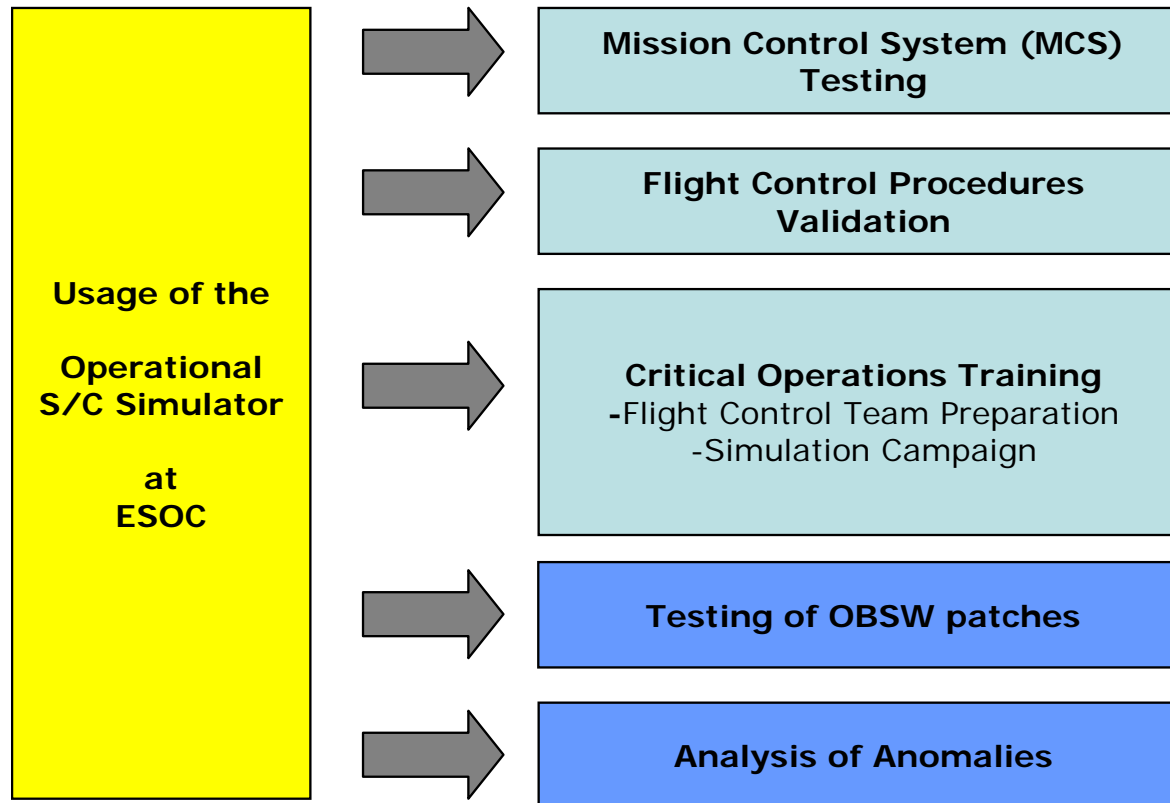 Usage of the
Operational
S/C Simulator
at
ESOC
Mission Control System (MCS)
Testing
Flight Control Procedures
Validation
Critical Operations Training
-Flight Control Team Preparation
-Simulation Campaign
Testing of OBSW patches
Analysis of Anomalies